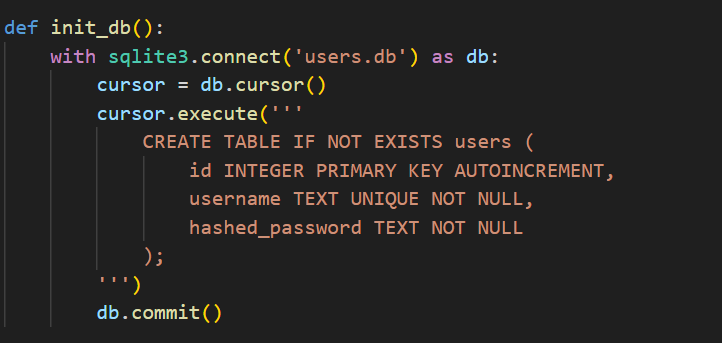 def init_db():
    with sqlite3.connect('users.db') as db:
        cursor = db.cursor()
        cursor.execute('''
            CREATE TABLE IF NOT EXISTS users (
                id INTEGER PRIMARY KEY AUTOINCREMENT,
                username TEXT UNIQUE NOT NULL,
                hashed_password TEXT NOT NULL
            );
        ''')
        db.commit()